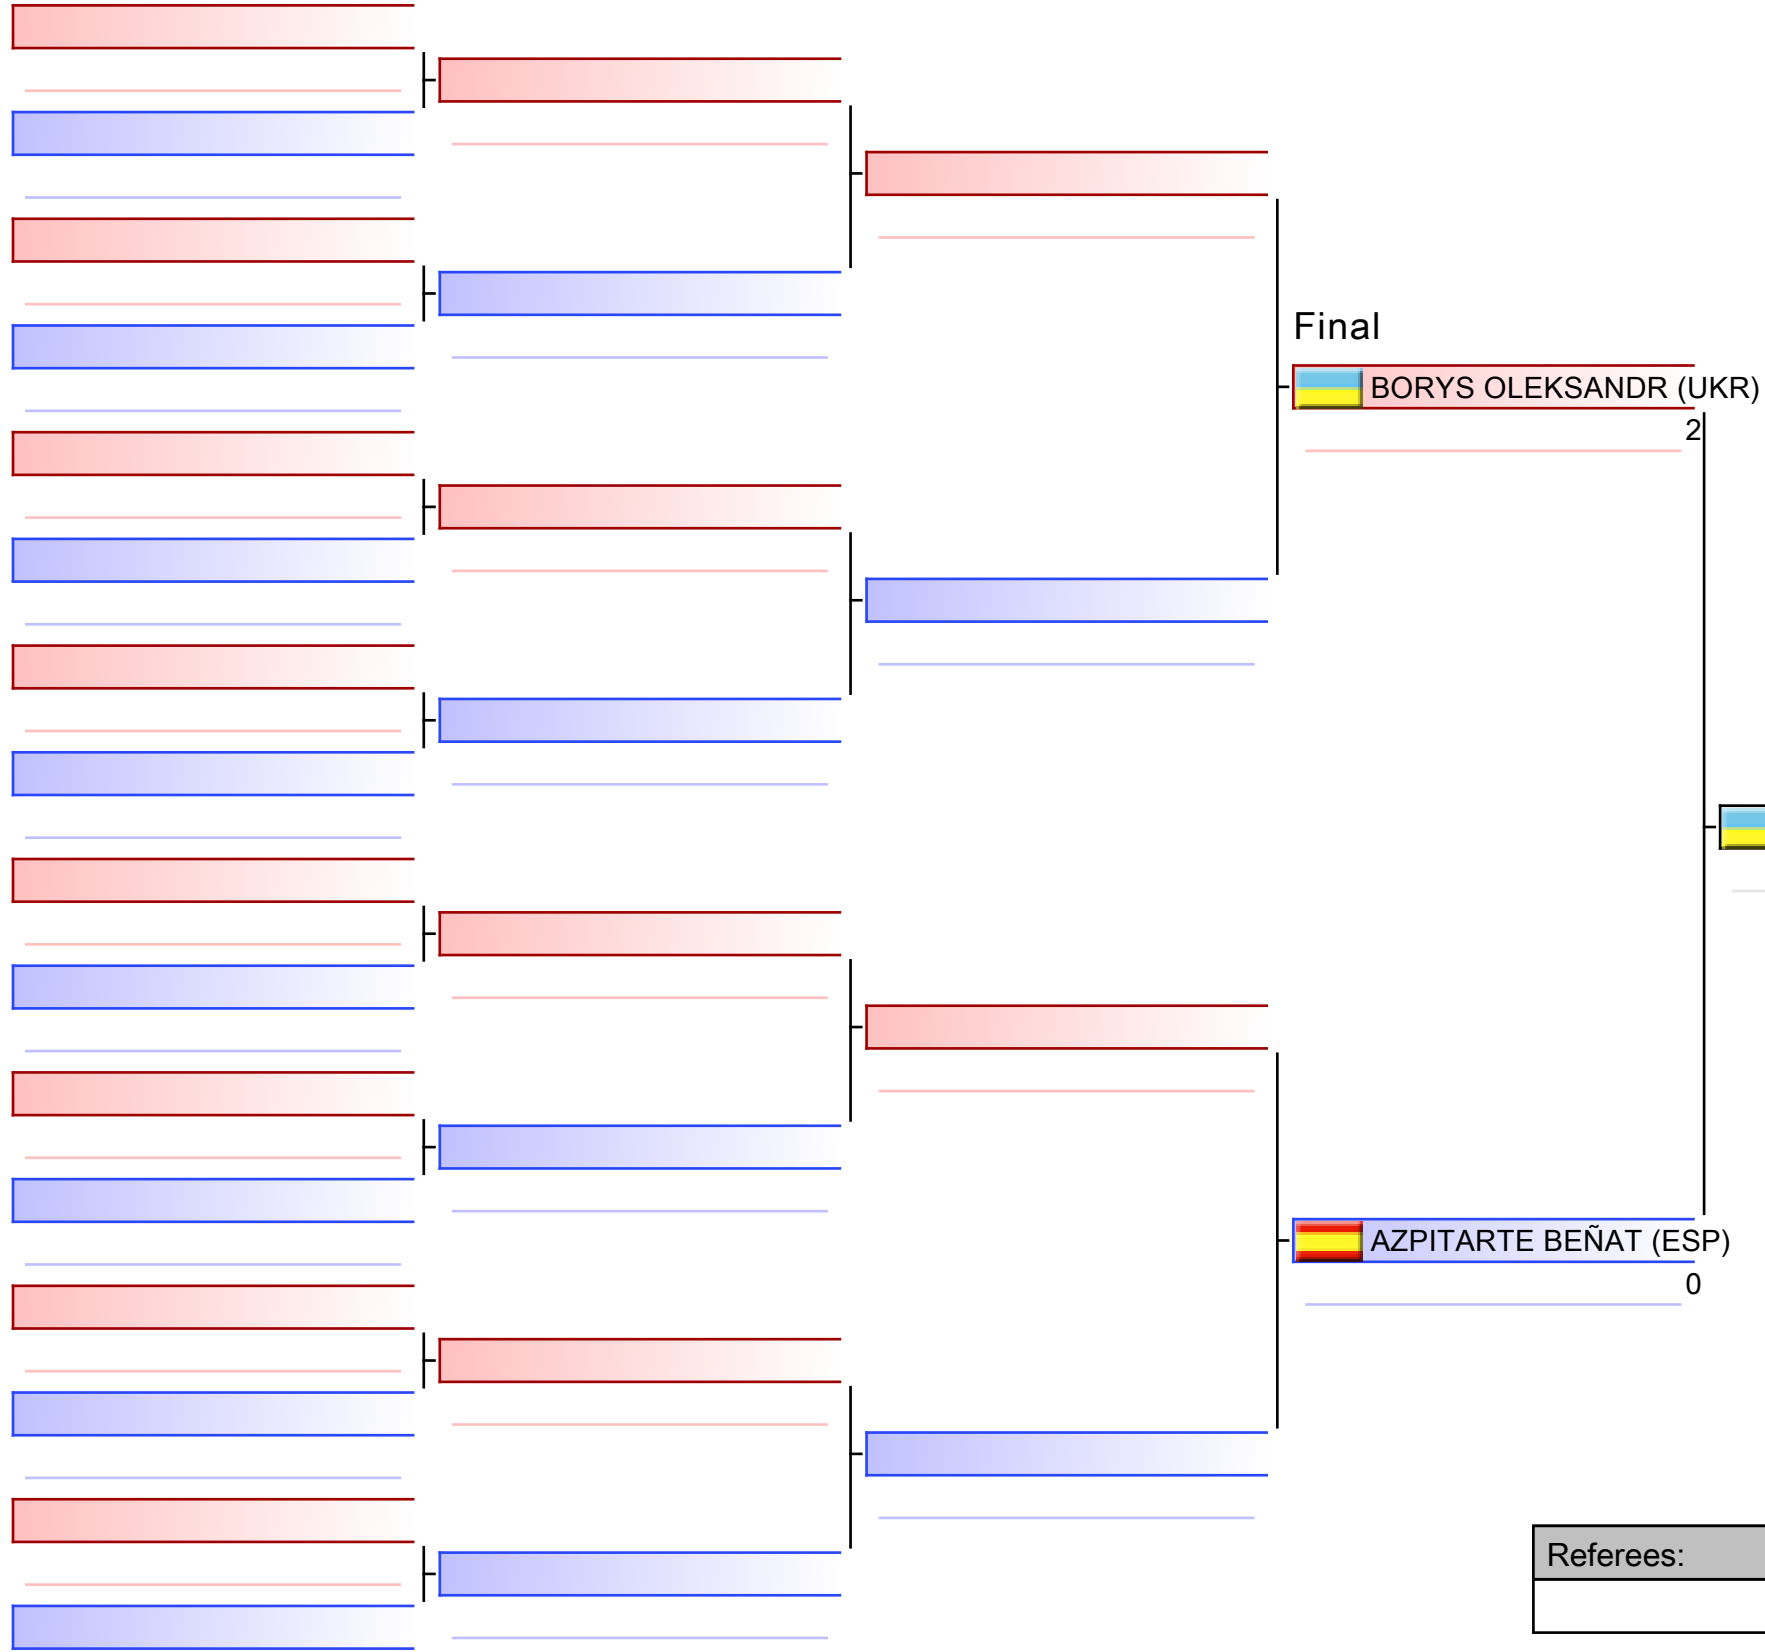 Final
BORYS OLEKSANDR (UKR)
2
AZPITARTE BEÑAT (ESP)
0
Referees: